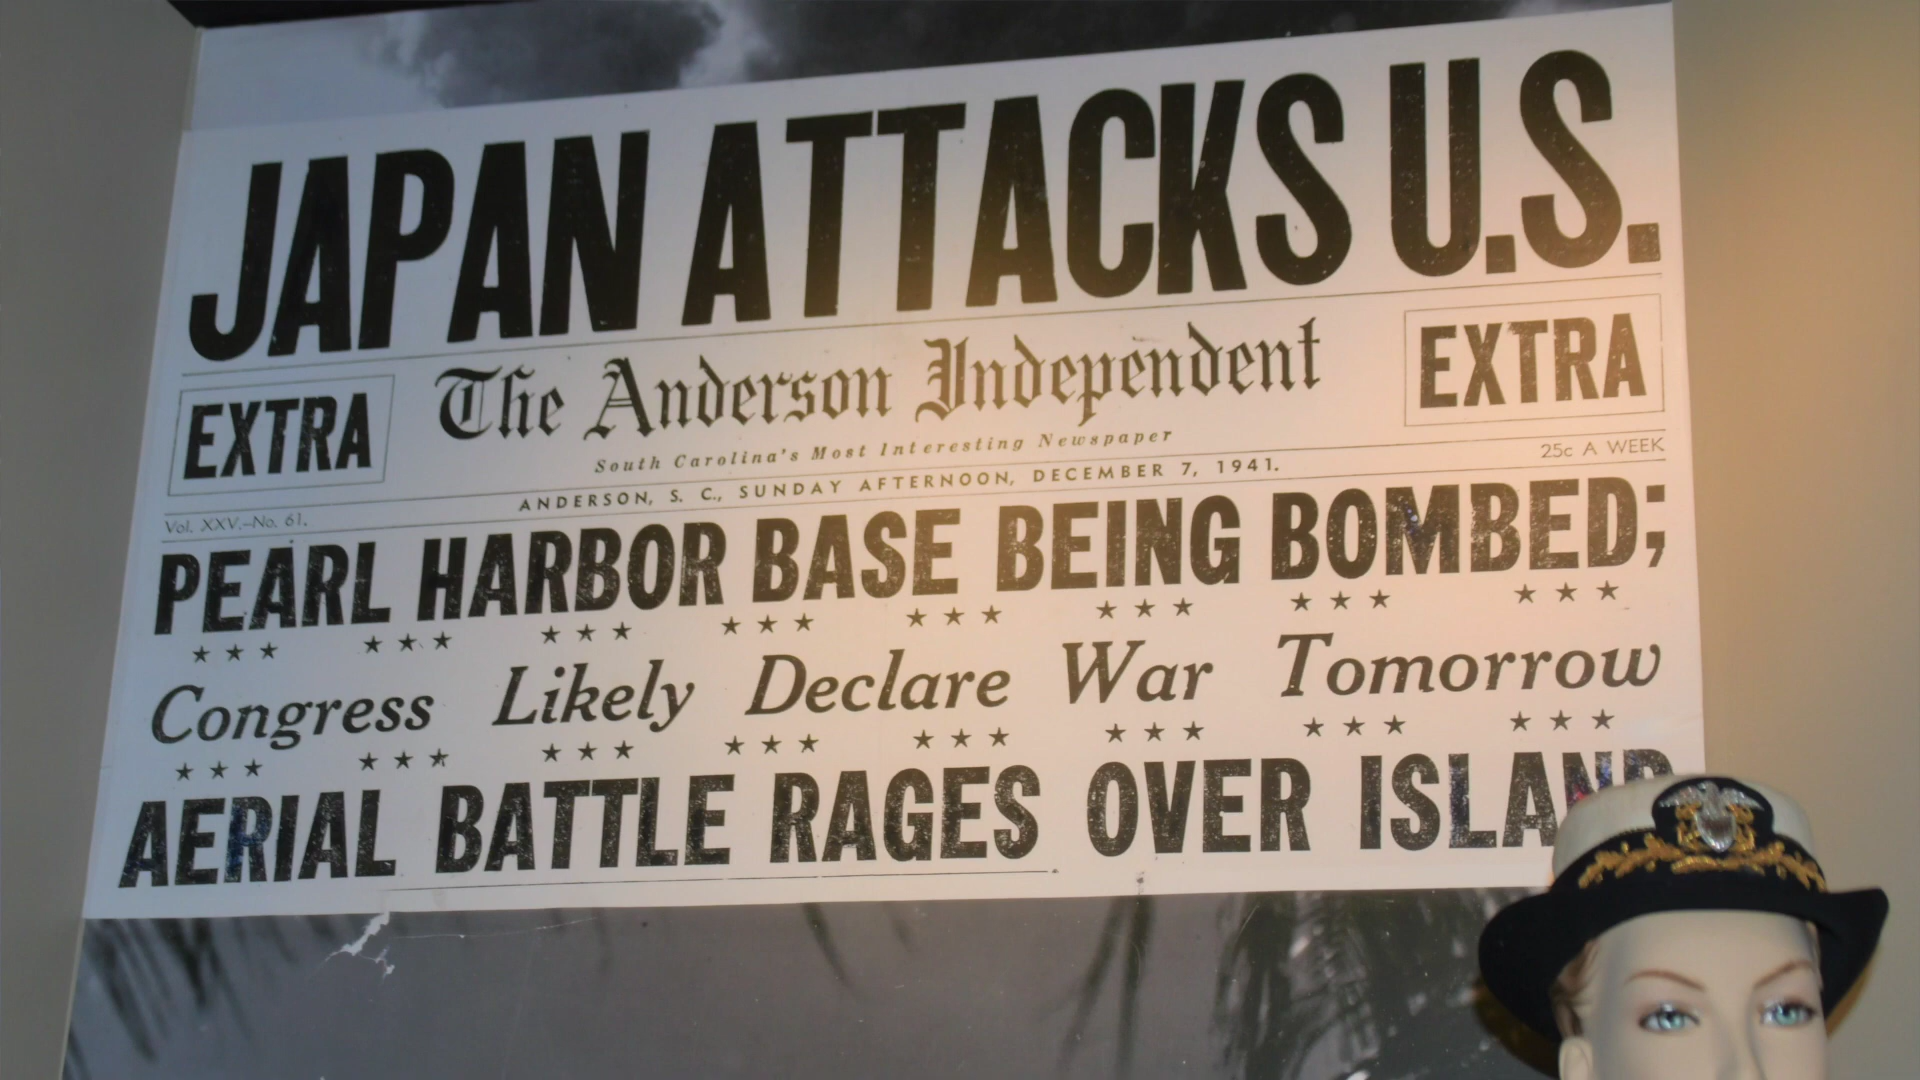 JAPAN ATTACKS U.S.
EXTRA
The Anderson Independent
EXTRA
South Carolina's Most Interesting Newspaper
Vol. XXV.—No. 61.
ANDERSON, S. C., SUNDAY AFTERNOON, DECEMBER 7, 1941.
25c A WEEK
PEARL HARBOR BASE BEING BOMBED;
★★★ ★★★ ★★★ ★★★ ★★★ ★★★ ★★★ ★★★
Congress Likely Declare War Tomorrow
★★★ ★★★ ★★★ ★★★ ★★★ ★★★ ★★★ ★★★
AERIAL BATTLE RAGES OVER ISLAND